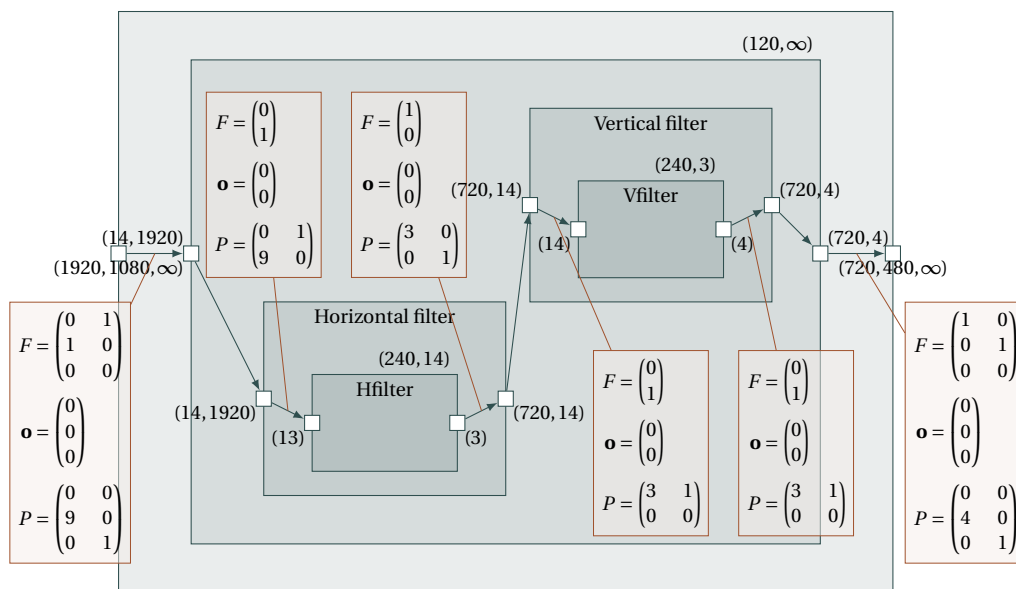 (120, ∞)
F = (0 1)
o = (0 0)
P = (0 1 9 0)
F = (1 0)
o = (0 0)
P = (3 0 0 1)
Vertical filter
(240, 3)
Vfilter
(720, 14)
(14)
(4)
(720, 4)
(14, 1920)
(1920, 1080, ∞)
(720, 4)
(720, 480, ∞)
Horizontal filter
(240, 14)
Hfilter
(14, 1920)
(13)
(3)
(720, 14)
F = (0 1 1 0 0 0)
o = (0 0 0)
P = (0 0 9 0 0 1)
F = (0 1)
o = (0 0)
P = (3 1 0 0)
F = (0 1)
o = (0 0)
P = (3 1 0 0)
F = (1 0 0 1 0 0)
o = (0 0 0)
P = (0 0 4 0 0 1)